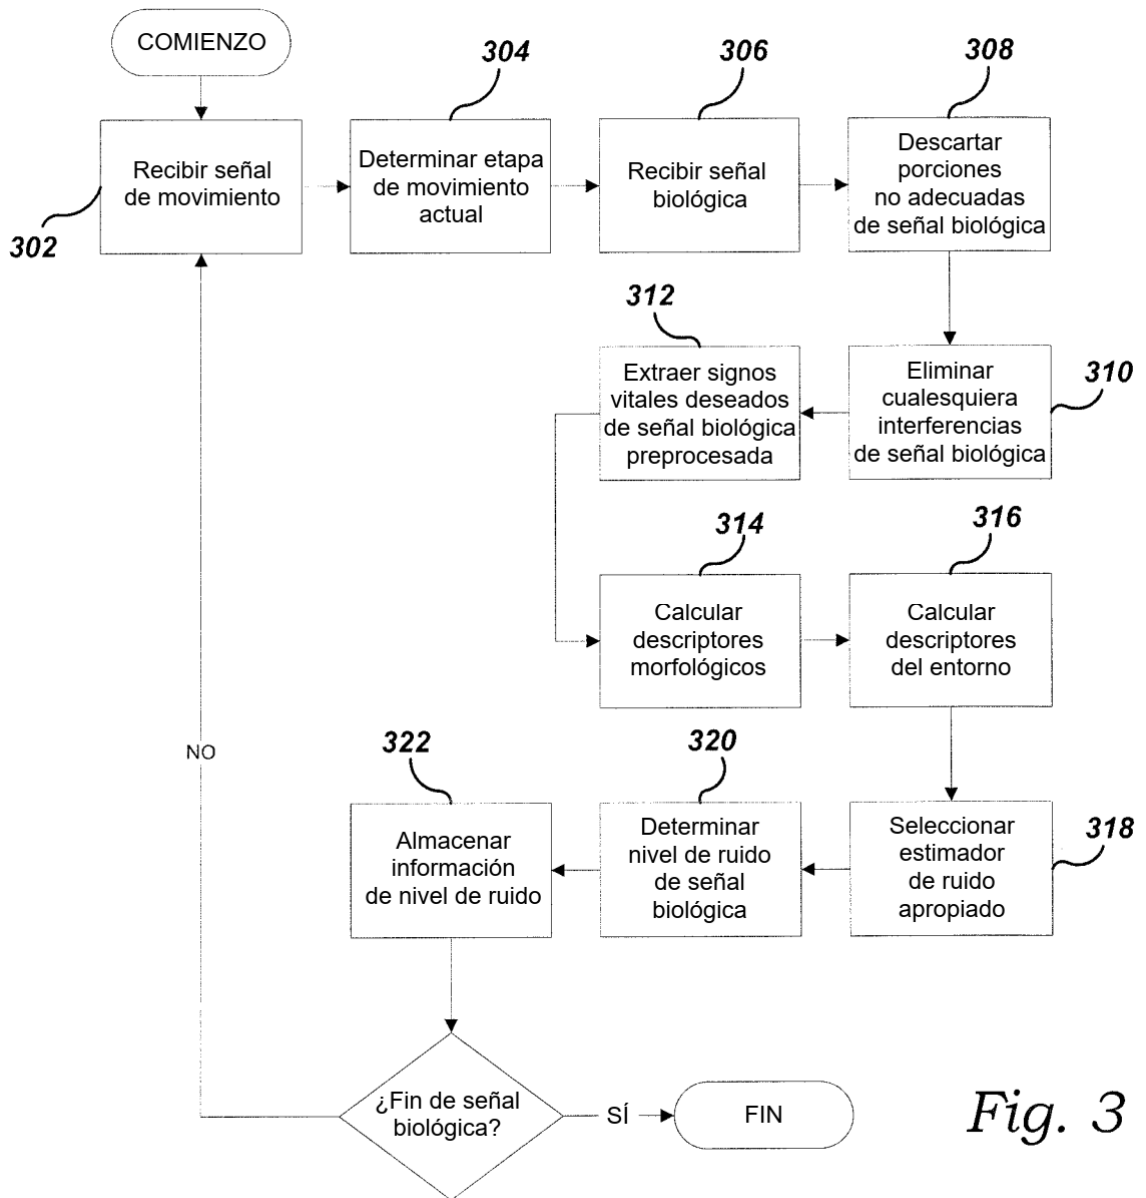 COMIENZO
302
Recibir señal
de movimiento
304
Determinar etapa
de movimiento
actual
306
Recibir señal
biológica
308
Descartar
porciones
no adecuadas
de señal biológica
310
Eliminar
cualesquiera
interferencias
de señal biológica
312
Extraer signos
vitales deseados
de señal biológica
preprocesada
314
Calcular
descriptores
morfológicos
316
Calcular
descriptores
del entorno
318
Seleccionar
estimador
de ruido
apropiado
320
Determinar
nivel de ruido
de señal
biológica
322
Almacenar
información
de nivel de ruido
¿Fin de señal
biológica?
NO
SÍ
FIN
Fig. 3